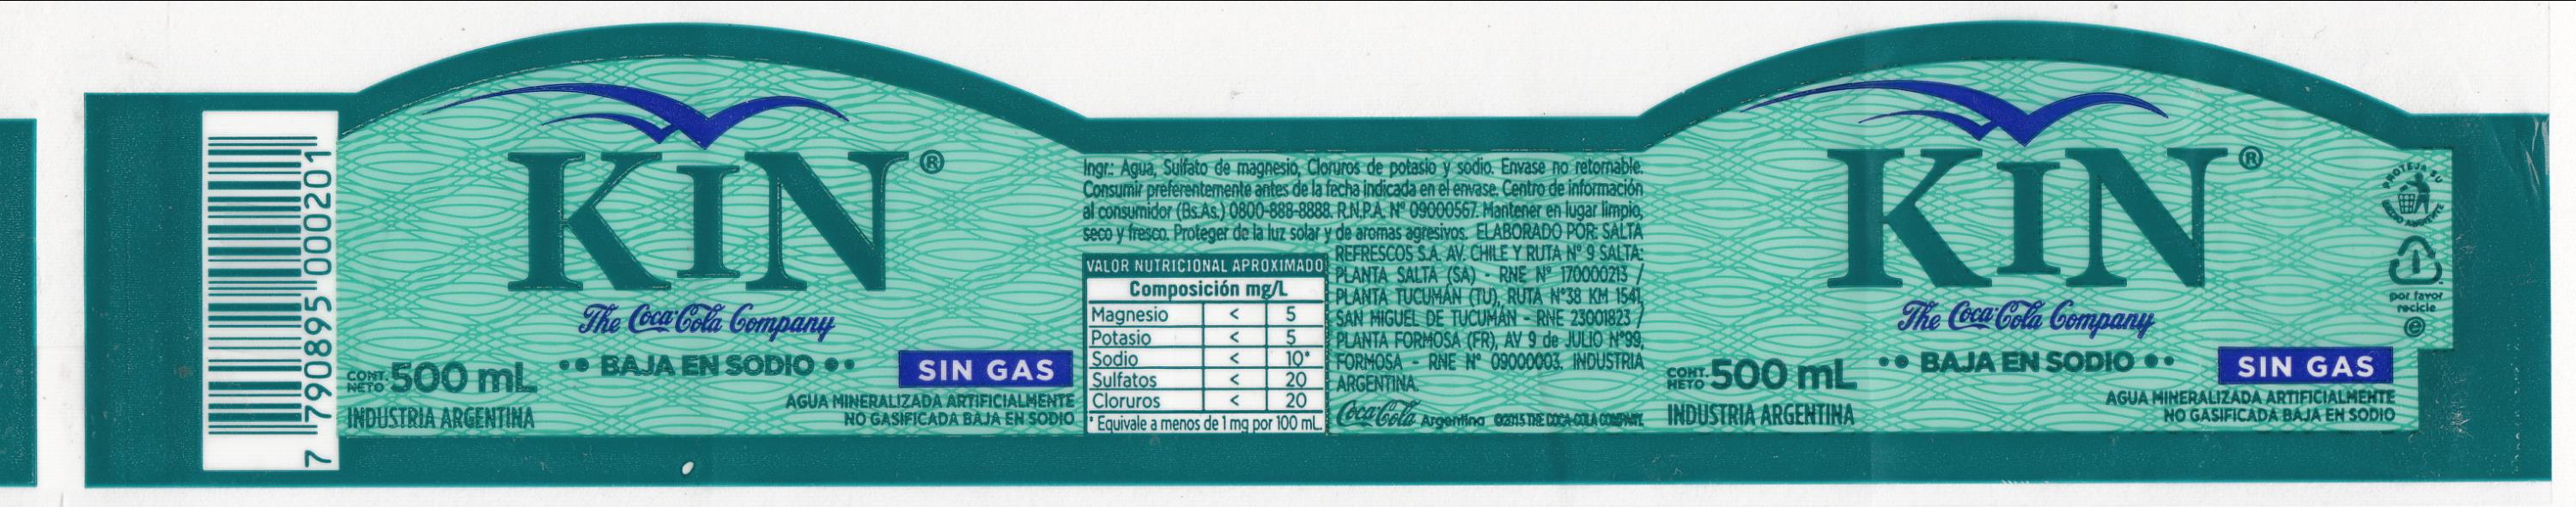 7 790895 000201
KIN®
The Coca-Cola Company
•• BAJA EN SODIO ••
CONT. NETO 500 mL
SIN GAS
INDUSTRIA ARGENTINA
AGUA MINERALIZADA ARTIFICIALMENTE
NO GASIFICADA BAJA EN SODIO
Ingr.: Agua, Sulfato de magnesio, Cloruros de potasio y sodio. Envase no retornable.
Consumir preferentemente antes de la fecha indicada en el envase. Centro de información
al consumidor (Bs.As.) 0800-888-8888. R.N.P.A. Nº 09000567. Mantener en lugar limpio,
seco y fresco. Proteger de la luz solar y de aromas agresivos. ELABORADO POR: SALTA
REFRESCOS S.A. AV. CHILE Y RUTA Nº 9 SALTA:
PLANTA SALTA (SA) - RNE Nº 170000213 /
PLANTA TUCUMÁN (TU), RUTA Nº38 KM 1541,
SAN MIGUEL DE TUCUMÁN - RNE 23001823 /
PLANTA FORMOSA (FR), AV 9 de JULIO Nº99,
FORMOSA - RNE Nº 09000003. INDUSTRIA
ARGENTINA.
VALOR NUTRICIONAL APROXIMADO
Composición mg/L
Magnesio < 5
Potasio < 5
Sodio < 10*
Sulfatos < 20
Cloruros < 20
* Equivale a menos de 1 mg por 100 mL.
Coca-Cola Argentina ©2015 THE COCA-COLA COMPANY.
KIN®
The Coca-Cola Company
•• BAJA EN SODIO ••
CONT. NETO 500 mL
SIN GAS
INDUSTRIA ARGENTINA
AGUA MINERALIZADA ARTIFICIALMENTE
NO GASIFICADA BAJA EN SODIO
PROTEJA SU
MEDIO AMBIENTE
1
por favor
recicle
e